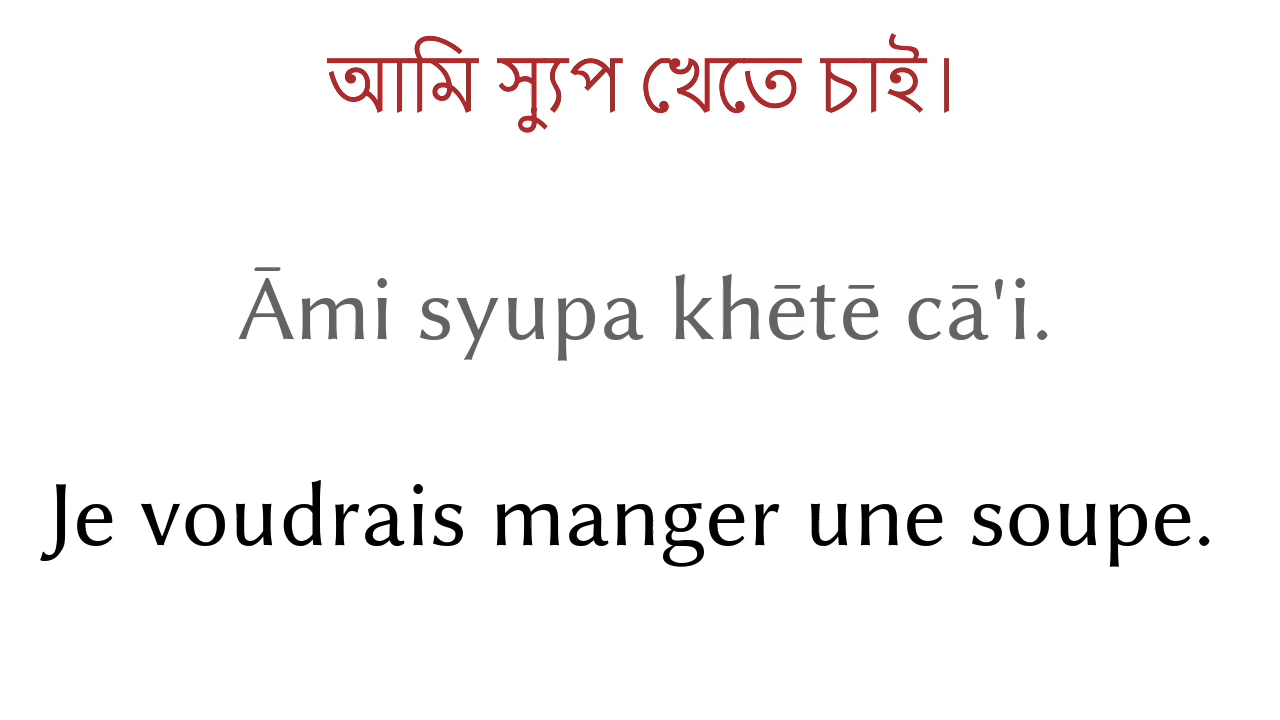 আমি স্যুপ খেতে চাই।
Āmi syupa khētē cā'i.
Je voudrais manger une soupe.